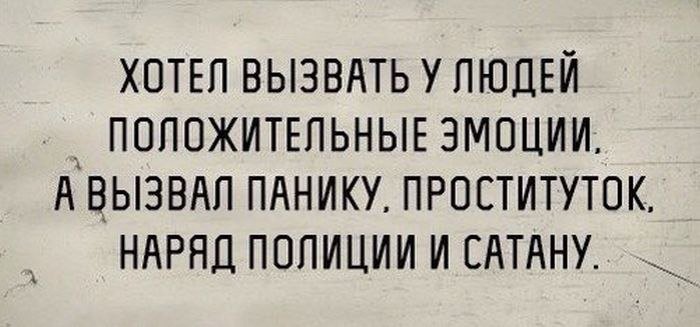 ХОТЕЛ ВЫЗВАТЬ У ЛЮДЕЙ
ПОЛОЖИТЕЛЬНЫЕ ЭМОЦИИ,
А ВЫЗВАЛ ПАНИКУ, ПРОСТИТУТОК,
НАРЯД ПОЛИЦИИ И САТАНУ.